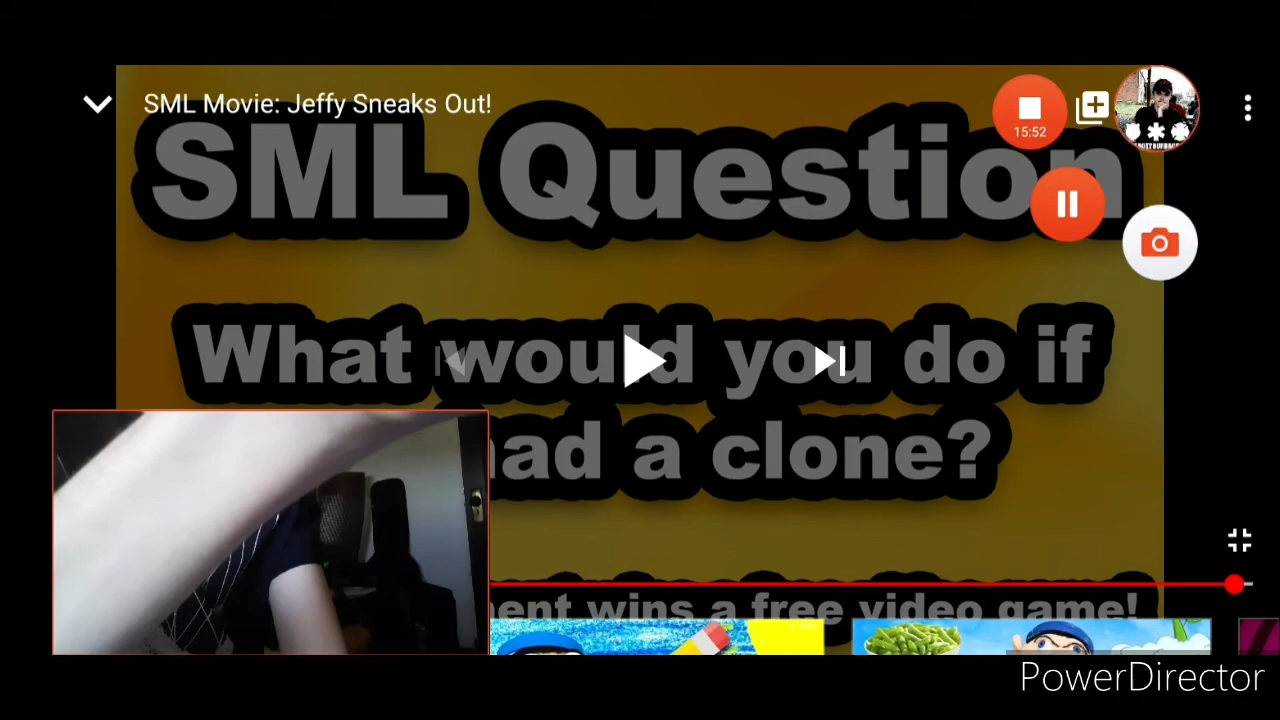 SML Movie: Jeffy Sneaks Out!
15:52
SML Question
What would you do if
had a clone?
wins a free video game!
PowerDirector